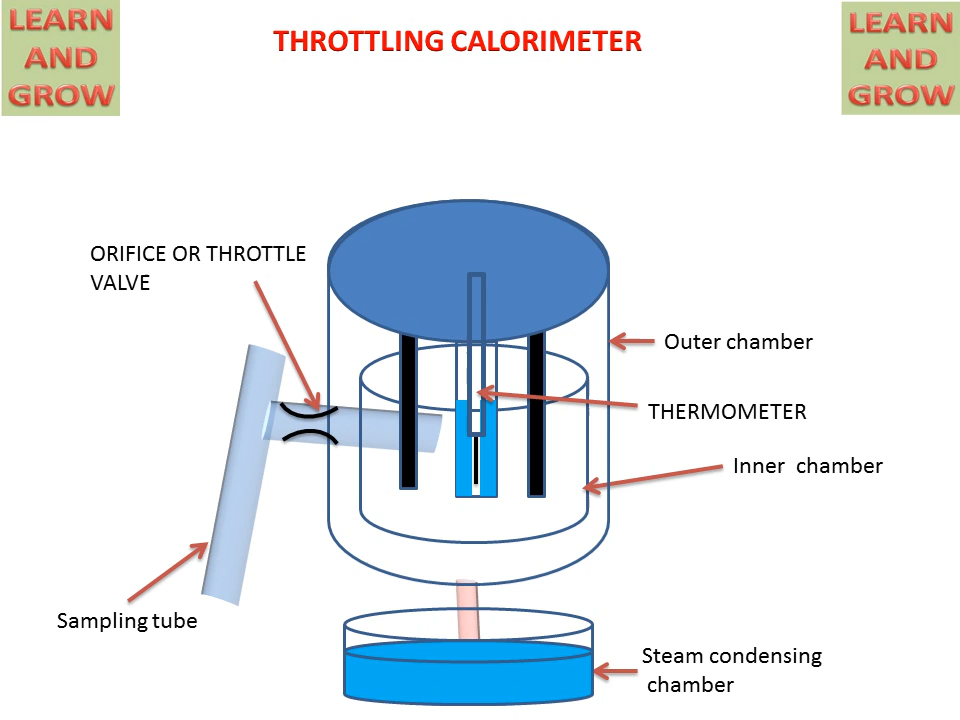 LEARN
AND
GROW
THROTTLING CALORIMETER
LEARN
AND
GROW
ORIFICE OR THROTTLE
VALVE
Outer chamber
THERMOMETER
Inner chamber
Sampling tube
Steam condensing
chamber